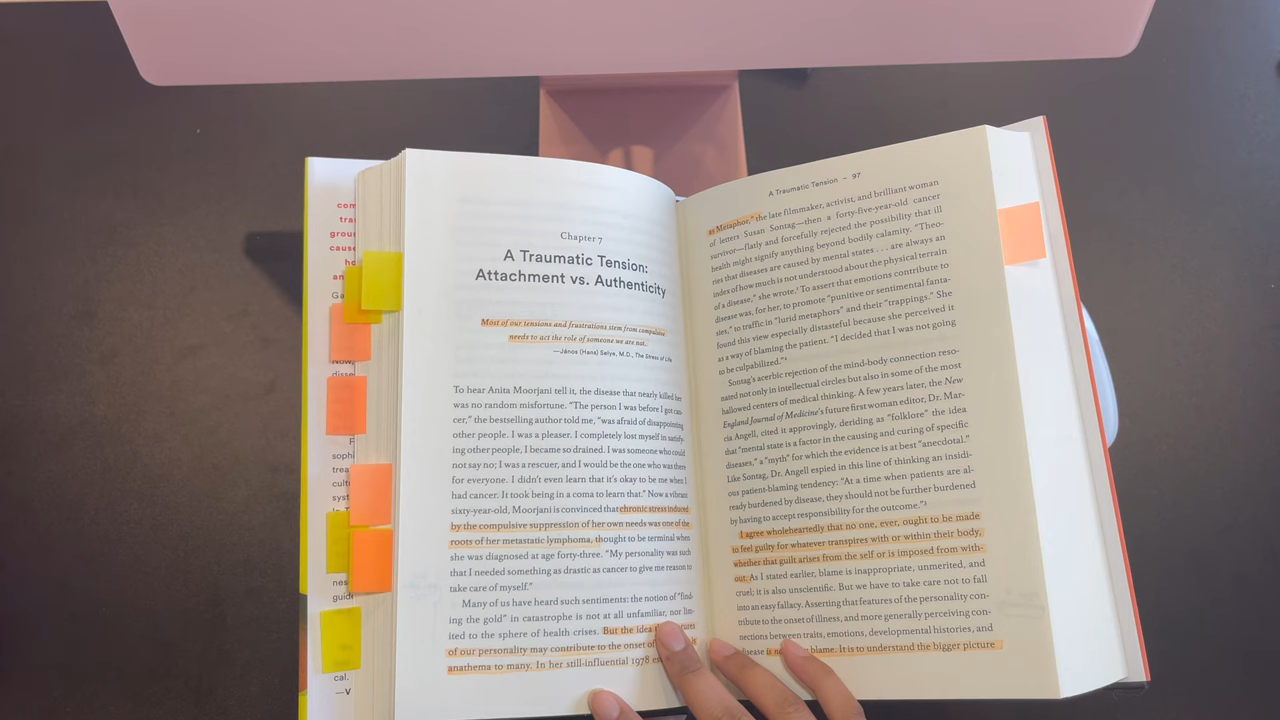 com
tra
groun
cause
ho
an
Ga
Now,
disse
F
sophi
trea
cult
syst
nes
guid
cal.
—V
Chapter 7
A Traumatic Tension:
Attachment vs. Authenticity
Most of our tensions and frustrations stem from compulsive
needs to act the role of someone we are not.
—János (Hans) Selye, M.D., The Stress of Life
To hear Anita Moorjani tell it, the disease that nearly killed her
was no random misfortune. “The person I was before I got can-
cer,” the bestselling author told me, “was afraid of disappointing
other people. I was a pleaser. I completely lost myself in satisfy-
ing other people, I became so drained. I was someone who could
not say no; I was a rescuer, and I would be the one who was there
for everyone. I didn’t even learn that it’s okay to be me when I
had cancer. It took being in a coma to learn that.” Now a vibrant
sixty-year-old, Moorjani is convinced that chronic stress induced
by the compulsive suppression of her own needs was one of the
roots of her metastatic lymphoma, thought to be terminal when
she was diagnosed at age forty-three. “My personality was such
that I needed something as drastic as cancer to give me reason to
take care of myself.”
Many of us have heard such sentiments: the notion of “find-
ing the gold” in catastrophe is not at all unfamiliar, nor lim-
ited to the sphere of health crises. But the idea
of our personality may contribute to the onset of
anathema to many. In her still-influential 1978
A Traumatic Tension – 97
as Metaphor,” the late filmmaker, activist, and brilliant woman
of letters Susan Sontag—then a forty-five-year-old cancer
survivor—flatly and forcefully rejected the possibility that ill
health might signify anything beyond bodily calamity. “Theo-
ries that diseases are caused by mental states . . . are always an
index of how much is not understood about the physical terrain
of a disease,” she wrote.¹ To assert that emotions contribute to
disease was, for her, to promote “punitive or sentimental fanta-
sies,” to traffic in “lurid metaphors” and their “trappings.” She
found this view especially distasteful because she perceived it
as a way of blaming the patient. “I decided that I was not going
to be culpabilized.”²
Sontag’s acerbic rejection of the mind-body connection reso-
nated not only in intellectual circles but also in some of the most
hallowed centers of medical thinking. A few years later, the New
England Journal of Medicine’s future first woman editor, Dr. Mar-
cia Angell, cited it approvingly, deriding as “folklore” the idea
that “mental state is a factor in the causing and curing of specific
diseases,” a “myth” for which the evidence is at best “anecdotal.”
Like Sontag, Dr. Angell espied in this line of thinking an insidi-
ous patient-blaming tendency: “At a time when patients are al-
ready burdened by disease, they should not be further burdened
by having to accept responsibility for the outcome.”³
I agree wholeheartedly that no one, ever, ought to be made
to feel guilty for whatever transpires with or within their body,
whether that guilt arises from the self or is imposed from with-
out. As I stated earlier, blame is inappropriate, unmerited, and
cruel; it is also unscientific. But we have to take care not to fall
into an easy fallacy. Asserting that features of the personality con-
tribute to the onset of illness, and more generally perceiving con-
nections between traits, emotions, developmental histories, and
disease is blame. It is to understand the bigger picture